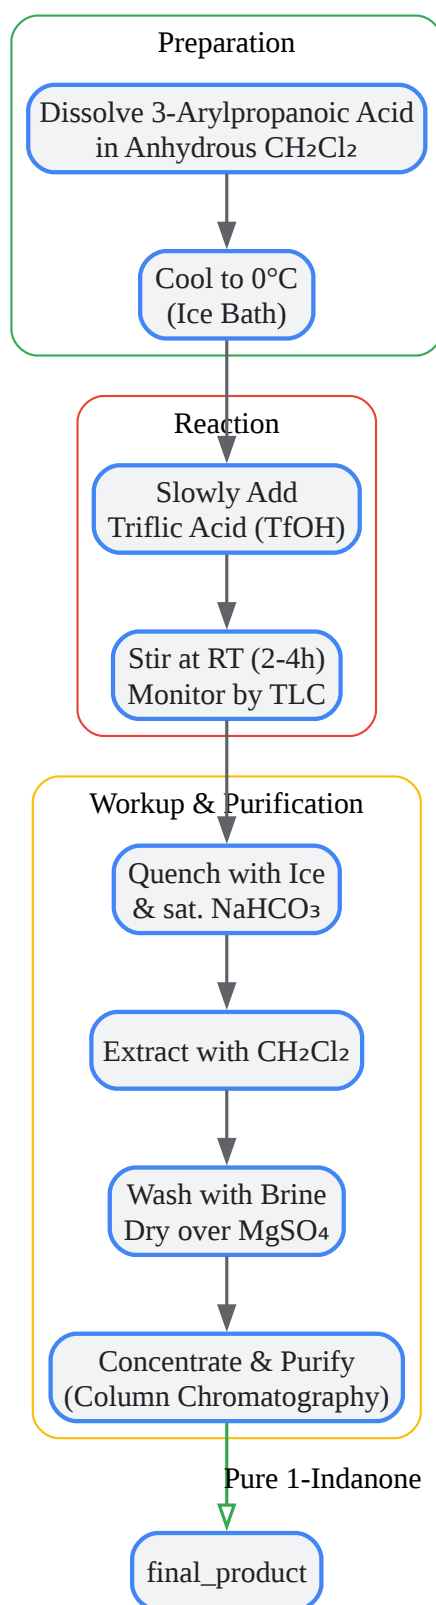 Preparation
Dissolve 3-Arylpropanoic Acid
in Anhydrous CH₂Cl₂
Cool to 0°C
(Ice Bath)
Reaction
Slowly Add
Triflic Acid (TfOH)
Stir at RT (2-4h)
Monitor by TLC
Workup & Purification
Quench with Ice
& sat. NaHCO₃
Extract with CH₂Cl₂
Wash with Brine
Dry over MgSO₄
Concentrate & Purify
(Column Chromatography)
Pure 1-Indanone
final_product